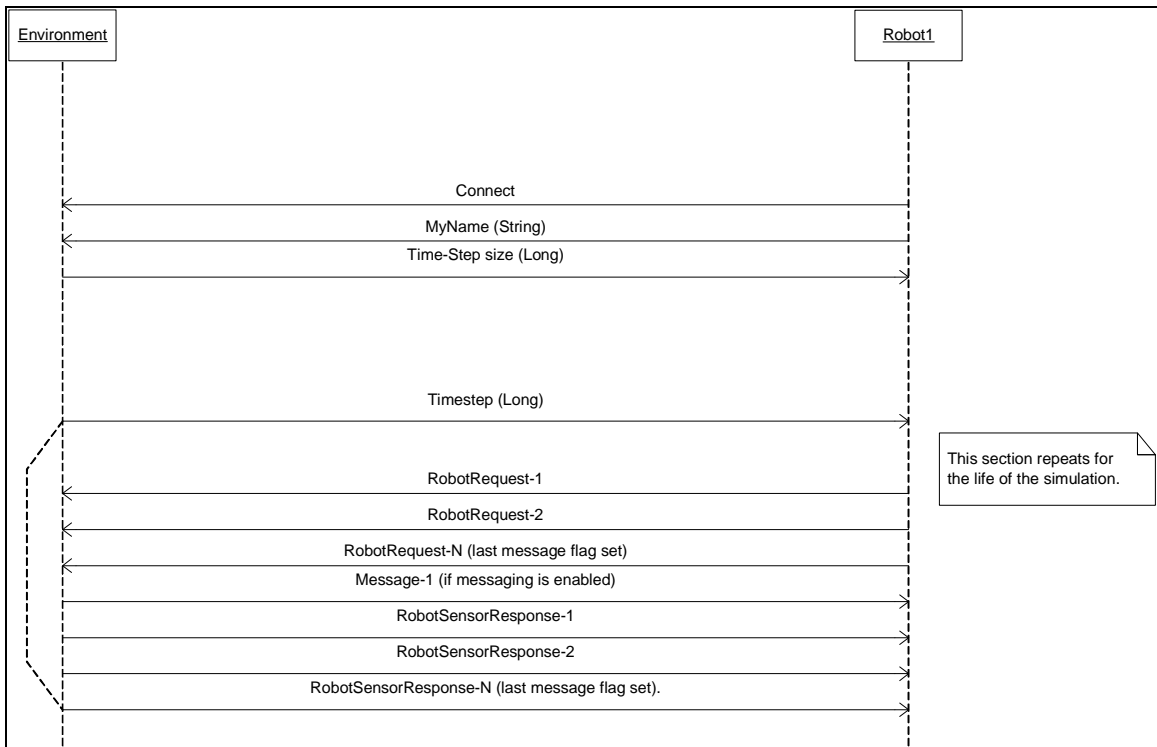 Environment
Robot1
Connect
MyName (String)
Time-Step size (Long)
Timestep (Long)
This section repeats for
the life of the simulation.
RobotRequest-1
RobotRequest-2
RobotRequest-N (last message flag set)
Message-1 (if messaging is enabled)
RobotSensorResponse-1
RobotSensorResponse-2
RobotSensorResponse-N (last message flag set).